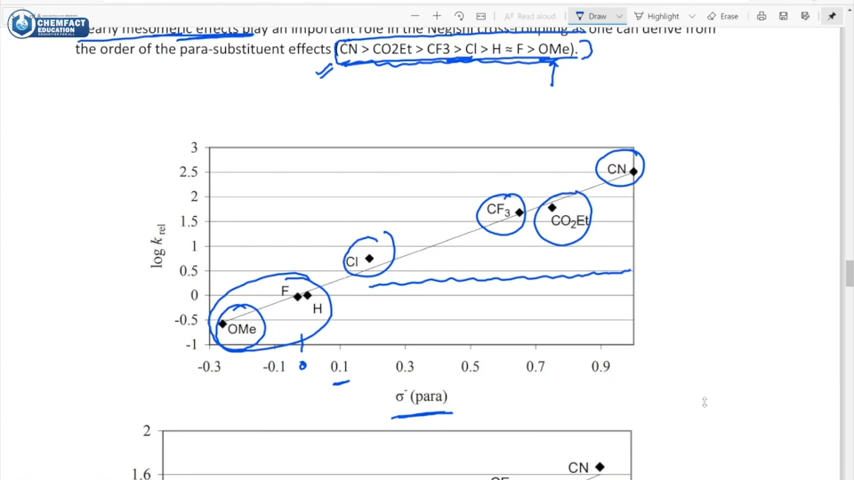 CHEMFACT
EDUCATION
Read aloud
Draw
Highlight
Erase
mesomeric effects play an important role in the Negishi cross-coupling as one can derive from
the order of the para-substituent effects (CN > CO2Et > CF3 > Cl > H ≈ F > OMe).
3
2.5
2
1.5
1
0.5
0
-0.5
-1
log k rel
CN
CF3
CO2Et
Cl
F
H
OMe
0
-0.3
-0.1
0.1
0.3
0.5
0.7
0.9
σ- (para)
2
CN
1.6